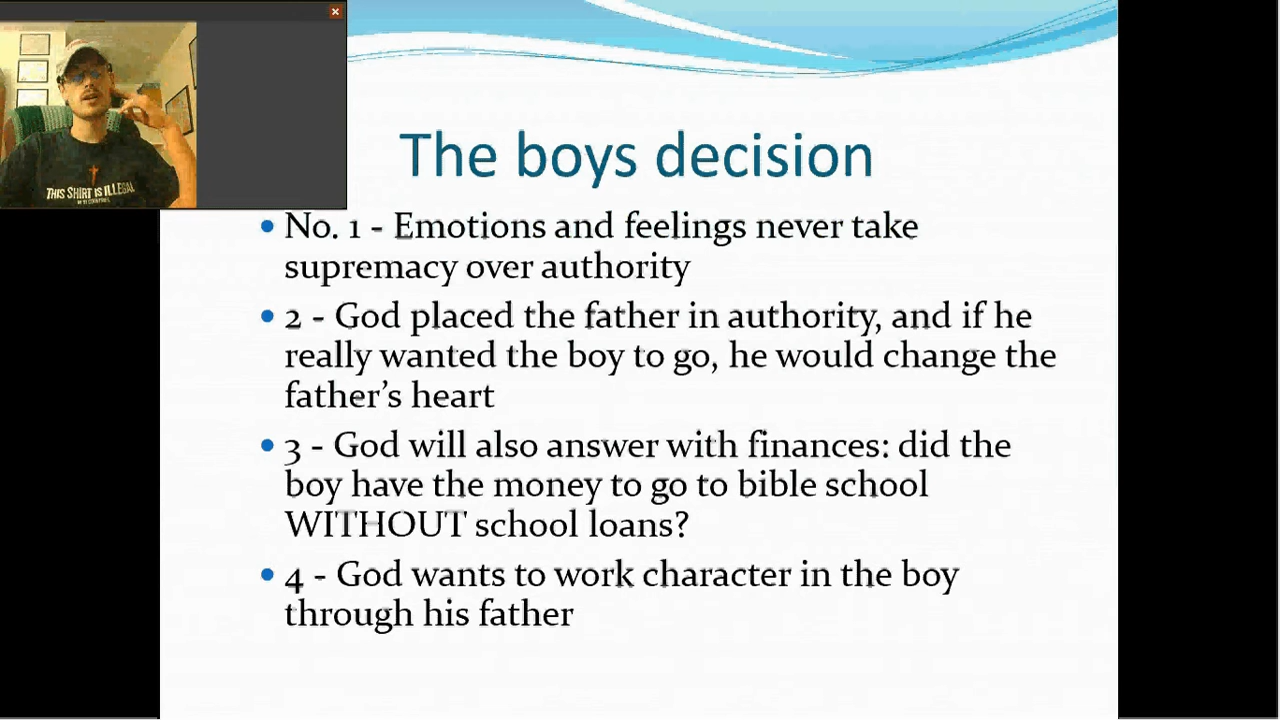 THIS SHIRT IS ILLEGAL
The boys decision
No. 1 - Emotions and feelings never take
supremacy over authority
2 - God placed the father in authority, and if he
really wanted the boy to go, he would change the
father’s heart
3 - God will also answer with finances: did the
boy have the money to go to bible school
WITHOUT school loans?
4 - God wants to work character in the boy
through his father